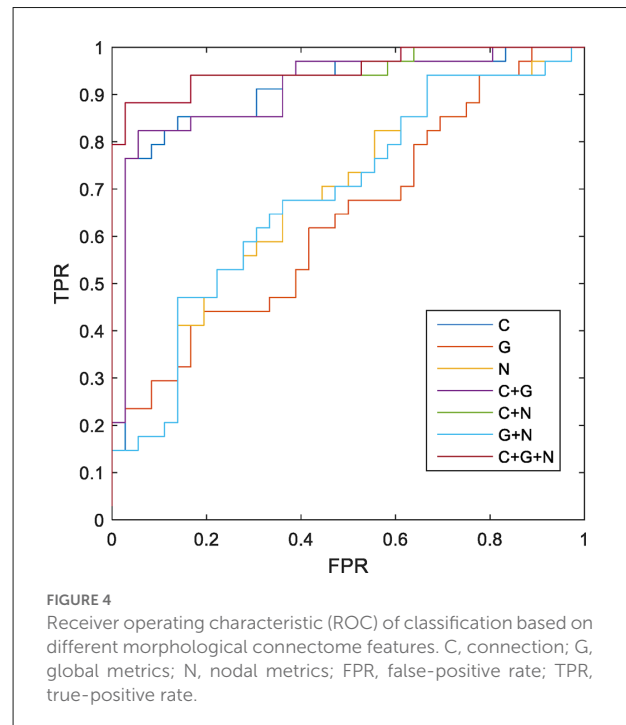 1
0.9
0.8
0.7
0.6
0.5
0.4
0.3
0.2
0.1
0
TPR
0 0.2 0.4 0.6 0.8 1
FPR
C
G
N
C+G
C+N
G+N
C+G+N
FIGURE 4
Receiver operating characteristic (ROC) of classification based on
different morphological connectome features. C, connection; G,
global metrics; N, nodal metrics; FPR, false-positive rate; TPR,
true-positive rate.